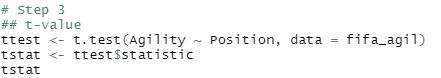 # Step 3
## t-value
ttest <- t.test(Agility ~ Position, data = fifa_agil)
tstat <- ttest$statistic
tstat